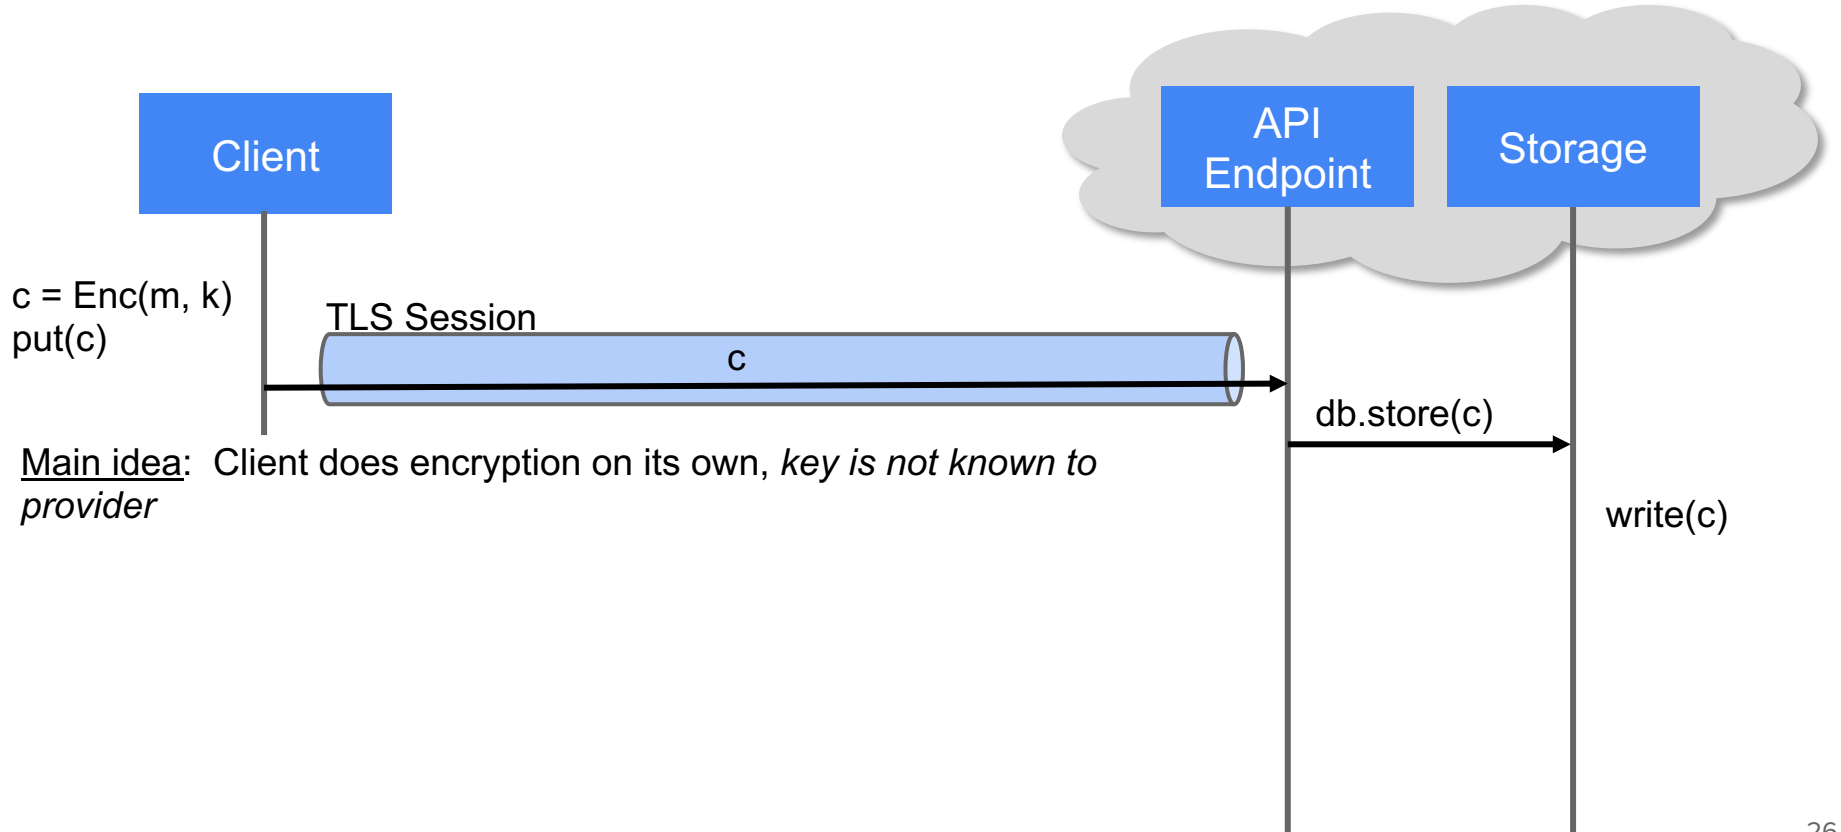 Client
API
Endpoint
Storage
c = Enc(m, k)
put(c)
TLS Session
c
db.store(c)
Main idea:  Client does encryption on its own, key is not known to
provider
write(c)
26